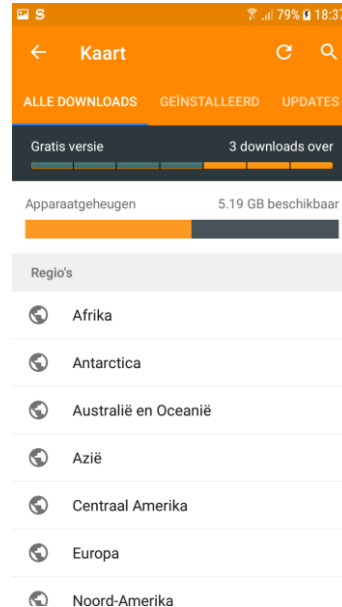 S 79% 18:37
Kaart
ALLE DOWNLOADS GEÏNSTALLEERD UPDATES
Gratis versie 3 downloads over
Apparaatgeheugen 5.19 GB beschikbaar
Regio's
Afrika
Antarctica
Australië en Oceanië
Azië
Centraal Amerika
Europa
Noord-Amerika